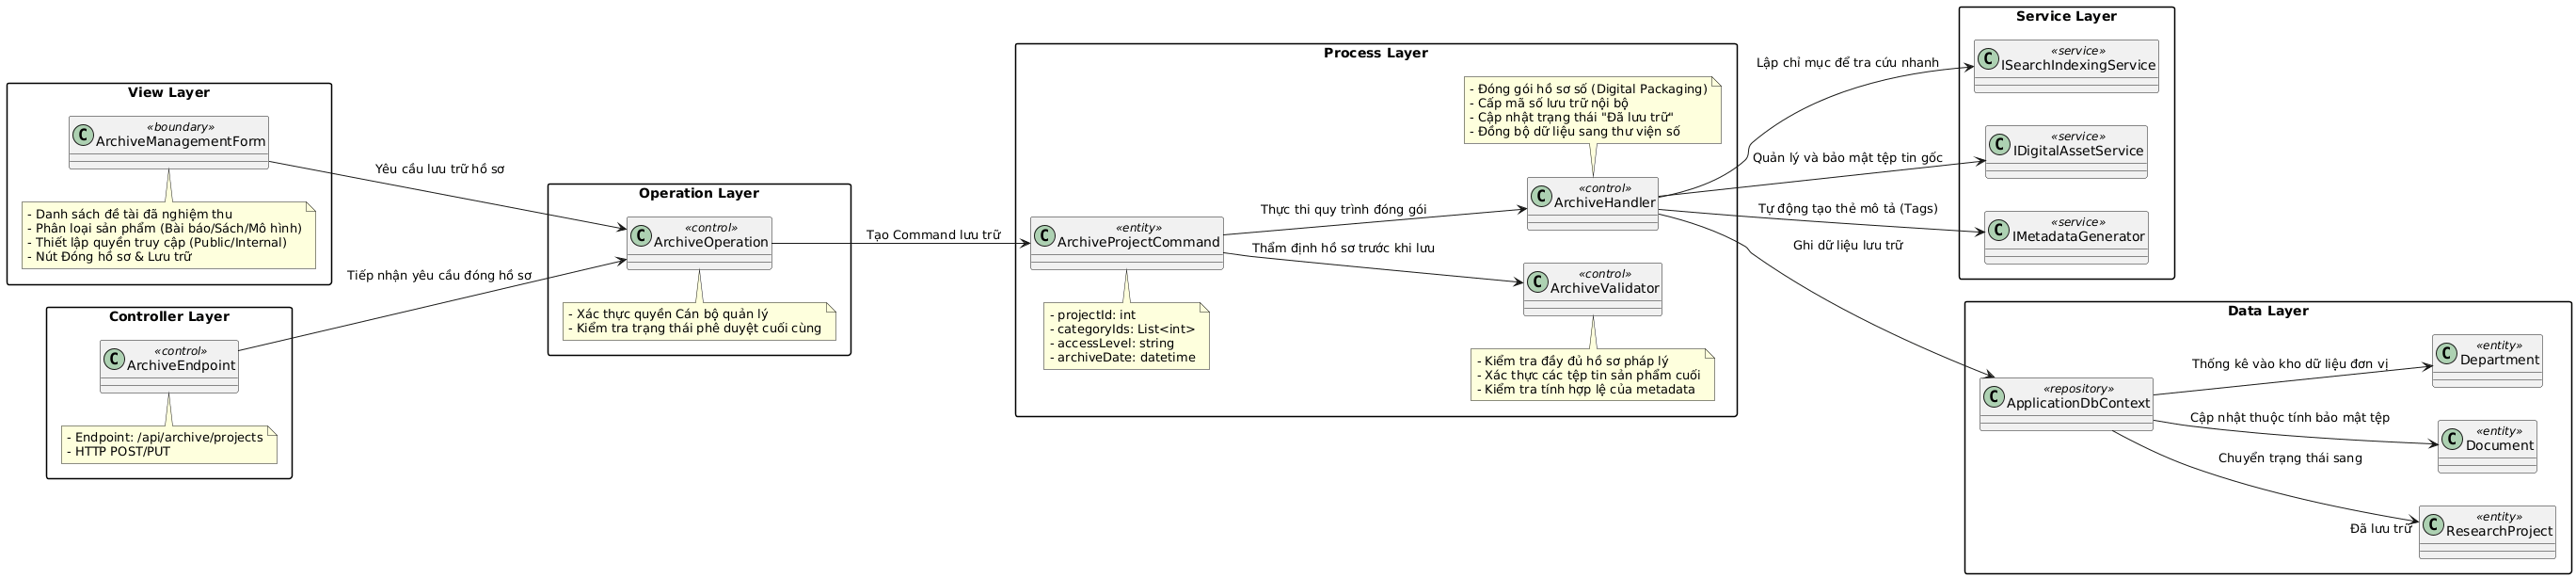 View Layer
«boundary»
ArchiveManagementForm
- Danh sách đề tài đã nghiệm thu
- Phân loại sản phẩm (Bài báo/Sách/Mô hình)
- Thiết lập quyền truy cập (Public/Internal)
- Nút Đóng hồ sơ & Lưu trữ
Controller Layer
«control»
ArchiveEndpoint
- Endpoint: /api/archive/projects
- HTTP POST/PUT
Yêu cầu lưu trữ hồ sơ
Tiếp nhận yêu cầu đóng hồ sơ
Operation Layer
«control»
ArchiveOperation
- Xác thực quyền Cán bộ quản lý
- Kiểm tra trạng thái phê duyệt cuối cùng
Tạo Command lưu trữ
Process Layer
«entity»
ArchiveProjectCommand
- projectId: int
- categoryIds: List<int>
- accessLevel: string
- archiveDate: datetime
Thực thi quy trình đóng gói
Thẩm định hồ sơ trước khi lưu
- Đóng gói hồ sơ số (Digital Packaging)
- Cấp mã số lưu trữ nội bộ
- Cập nhật trạng thái "Đã lưu trữ"
- Đồng bộ dữ liệu sang thư viện số
«control»
ArchiveHandler
«control»
ArchiveValidator
- Kiểm tra đầy đủ hồ sơ pháp lý
- Xác thực các tệp tin sản phẩm cuối
- Kiểm tra tính hợp lệ của metadata
Lập chỉ mục để tra cứu nhanh
Quản lý và bảo mật tệp tin gốc
Tự động tạo thẻ mô tả (Tags)
Ghi dữ liệu lưu trữ
Service Layer
«service»
ISearchIndexingService
«service»
IDigitalAssetService
«service»
IMetadataGenerator
Data Layer
«repository»
ApplicationDbContext
Thống kê vào kho dữ liệu đơn vị
Cập nhật thuộc tính bảo mật tệp
Chuyển trạng thái sang
Đã lưu trữ
«entity»
Department
«entity»
Document
«entity»
ResearchProject